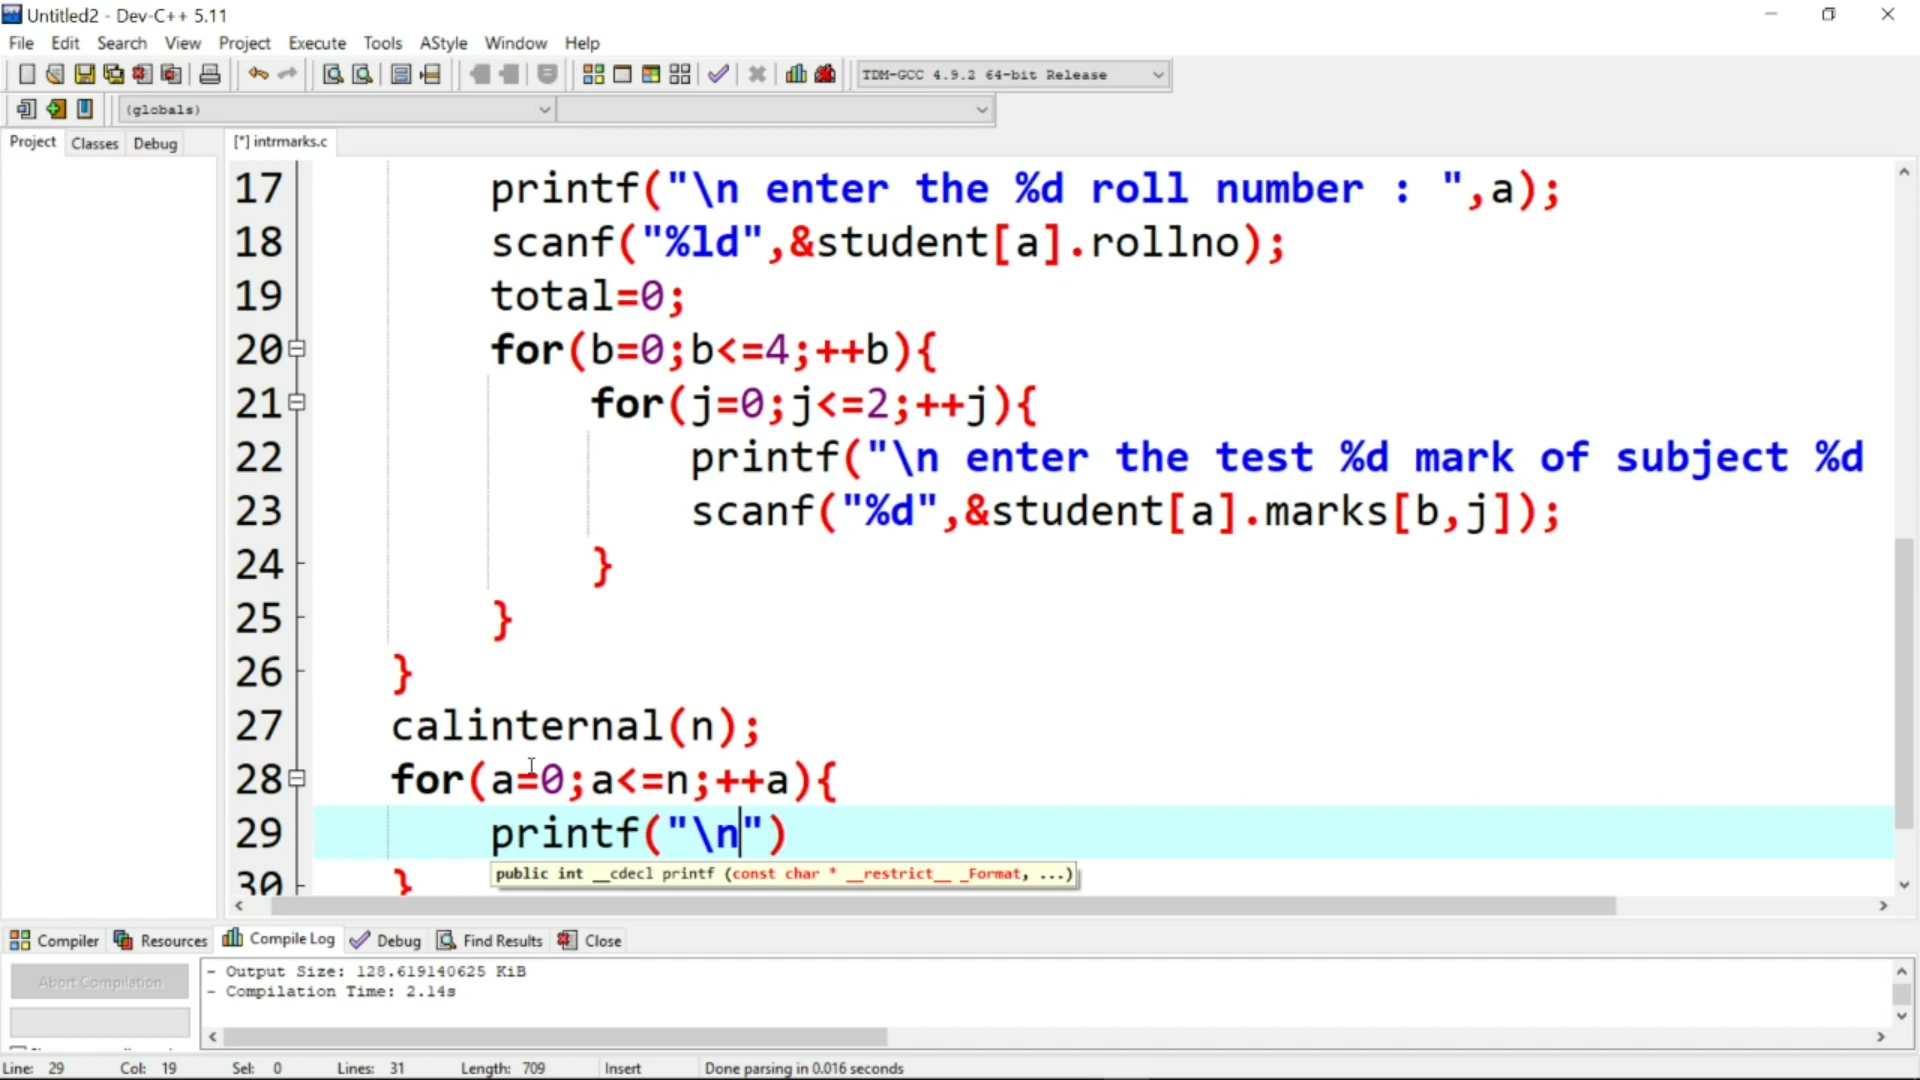 Untitled2 - Dev-C++ 5.11
File Edit Search View Project Execute Tools AStyle Window Help
TDM-GCC 4.9.2 64-bit Release
(globals)
Project Classes Debug [*] intrmarks.c
17 printf("\n enter the %d roll number : ",a);
18 scanf("%ld",&student[a].rollno);
19 total=0;
20 for(b=0;b<=4;++b){
21 for(j=0;j<=2;++j){
22 printf("\n enter the test %d mark of subject %d
23 scanf("%d",&student[a].marks[b,j]);
24 }
25 }
26 }
27 calinternal(n);
28 for(a=0;a<=n;++a){
29 printf("\n")
public int __cdecl printf (const char * __restrict__ _Format, ...)
30 }
Compiler Resources Compile Log Debug Find Results Close
Abort Compilation
- Output Size: 128.619140625 KiB
- Compilation Time: 2.14s
Line: 29 Col: 19 Sel: 0 Lines: 31 Length: 709 Insert Done parsing in 0.016 seconds